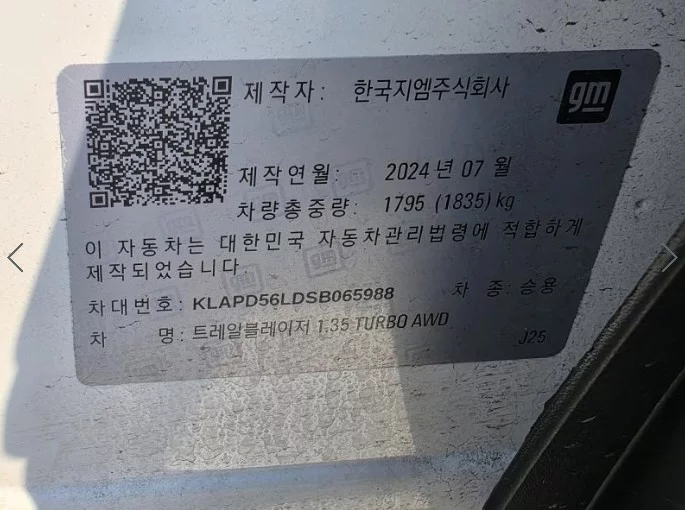 제작자: 한국지엠주식회사 gm
제작연월: 2024년 07 월
차량총중량: 1795 (1835) kg
이 자동차는 대한민국 자동차관리법령에 적합하게
제작되었습니다.
차대번호: KLAPD56LDSB065988 차 종: 승용
차 명: 트레일블레이저 1.35 TURBO AWD
J25